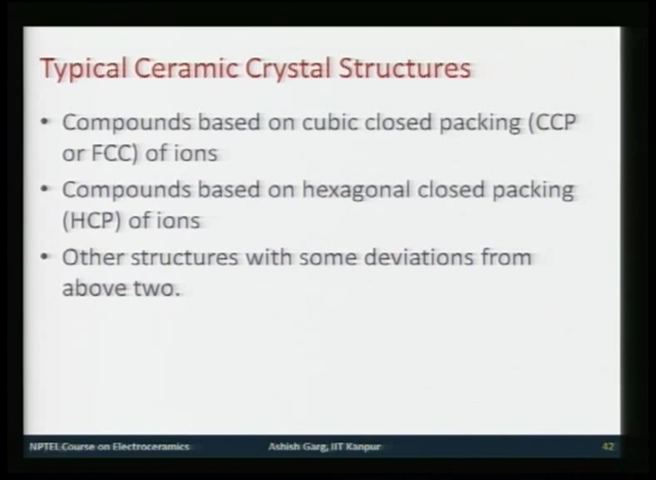 Typical Ceramic Crystal Structures
• Compounds based on cubic closed packing (CCP
or FCC) of ions
• Compounds based on hexagonal closed packing
(HCP) of ions
• Other structures with some deviations from
above two.
NPTEL Course on Electroceramics Ashish Garg, IIT Kanpur 42